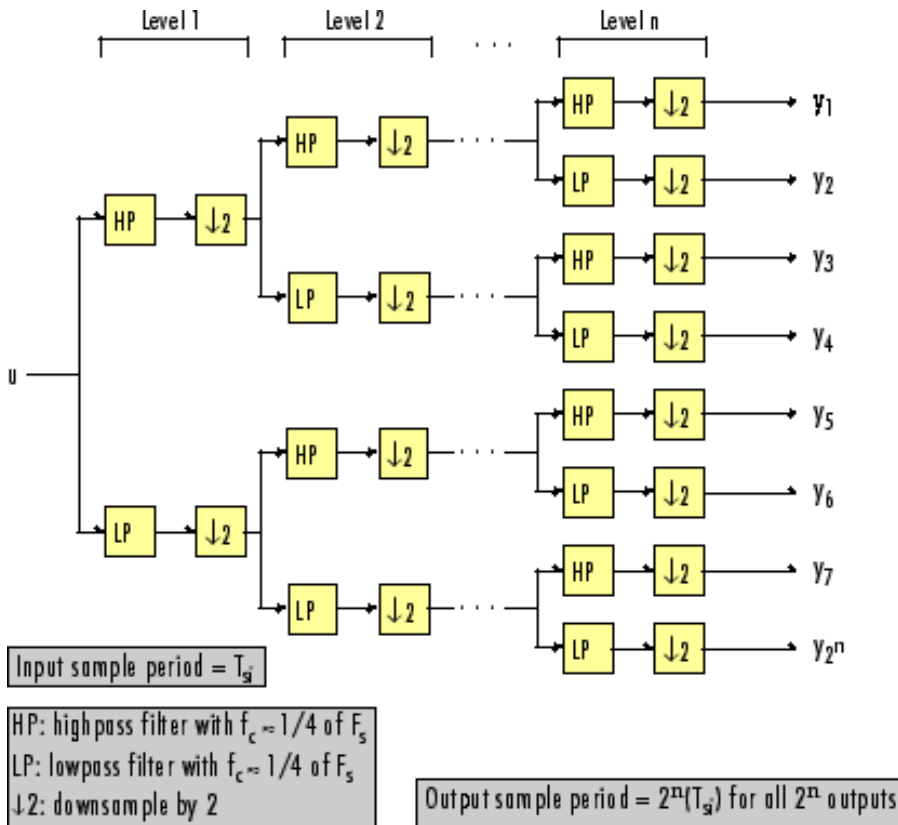 Level 1 Level 2 · · · Level n
HP ↓2 y₁
HP ↓2 · · ·
LP ↓2 y₂
HP ↓2
HP ↓2 y₃
LP ↓2 · · ·
LP ↓2 y₄
u
HP ↓2 y₅
HP ↓2 · · ·
LP ↓2 y₆
LP ↓2
HP ↓2 y₇
LP ↓2 · · ·
LP ↓2 y₂ⁿ
Input sample period = Tsi
HP: highpass filter with fc ≈ 1/4 of Fs
LP: lowpass filter with fc ≈ 1/4 of Fs
↓2: downsample by 2
Output sample period = 2ⁿ(Tsi) for all 2ⁿ outputs